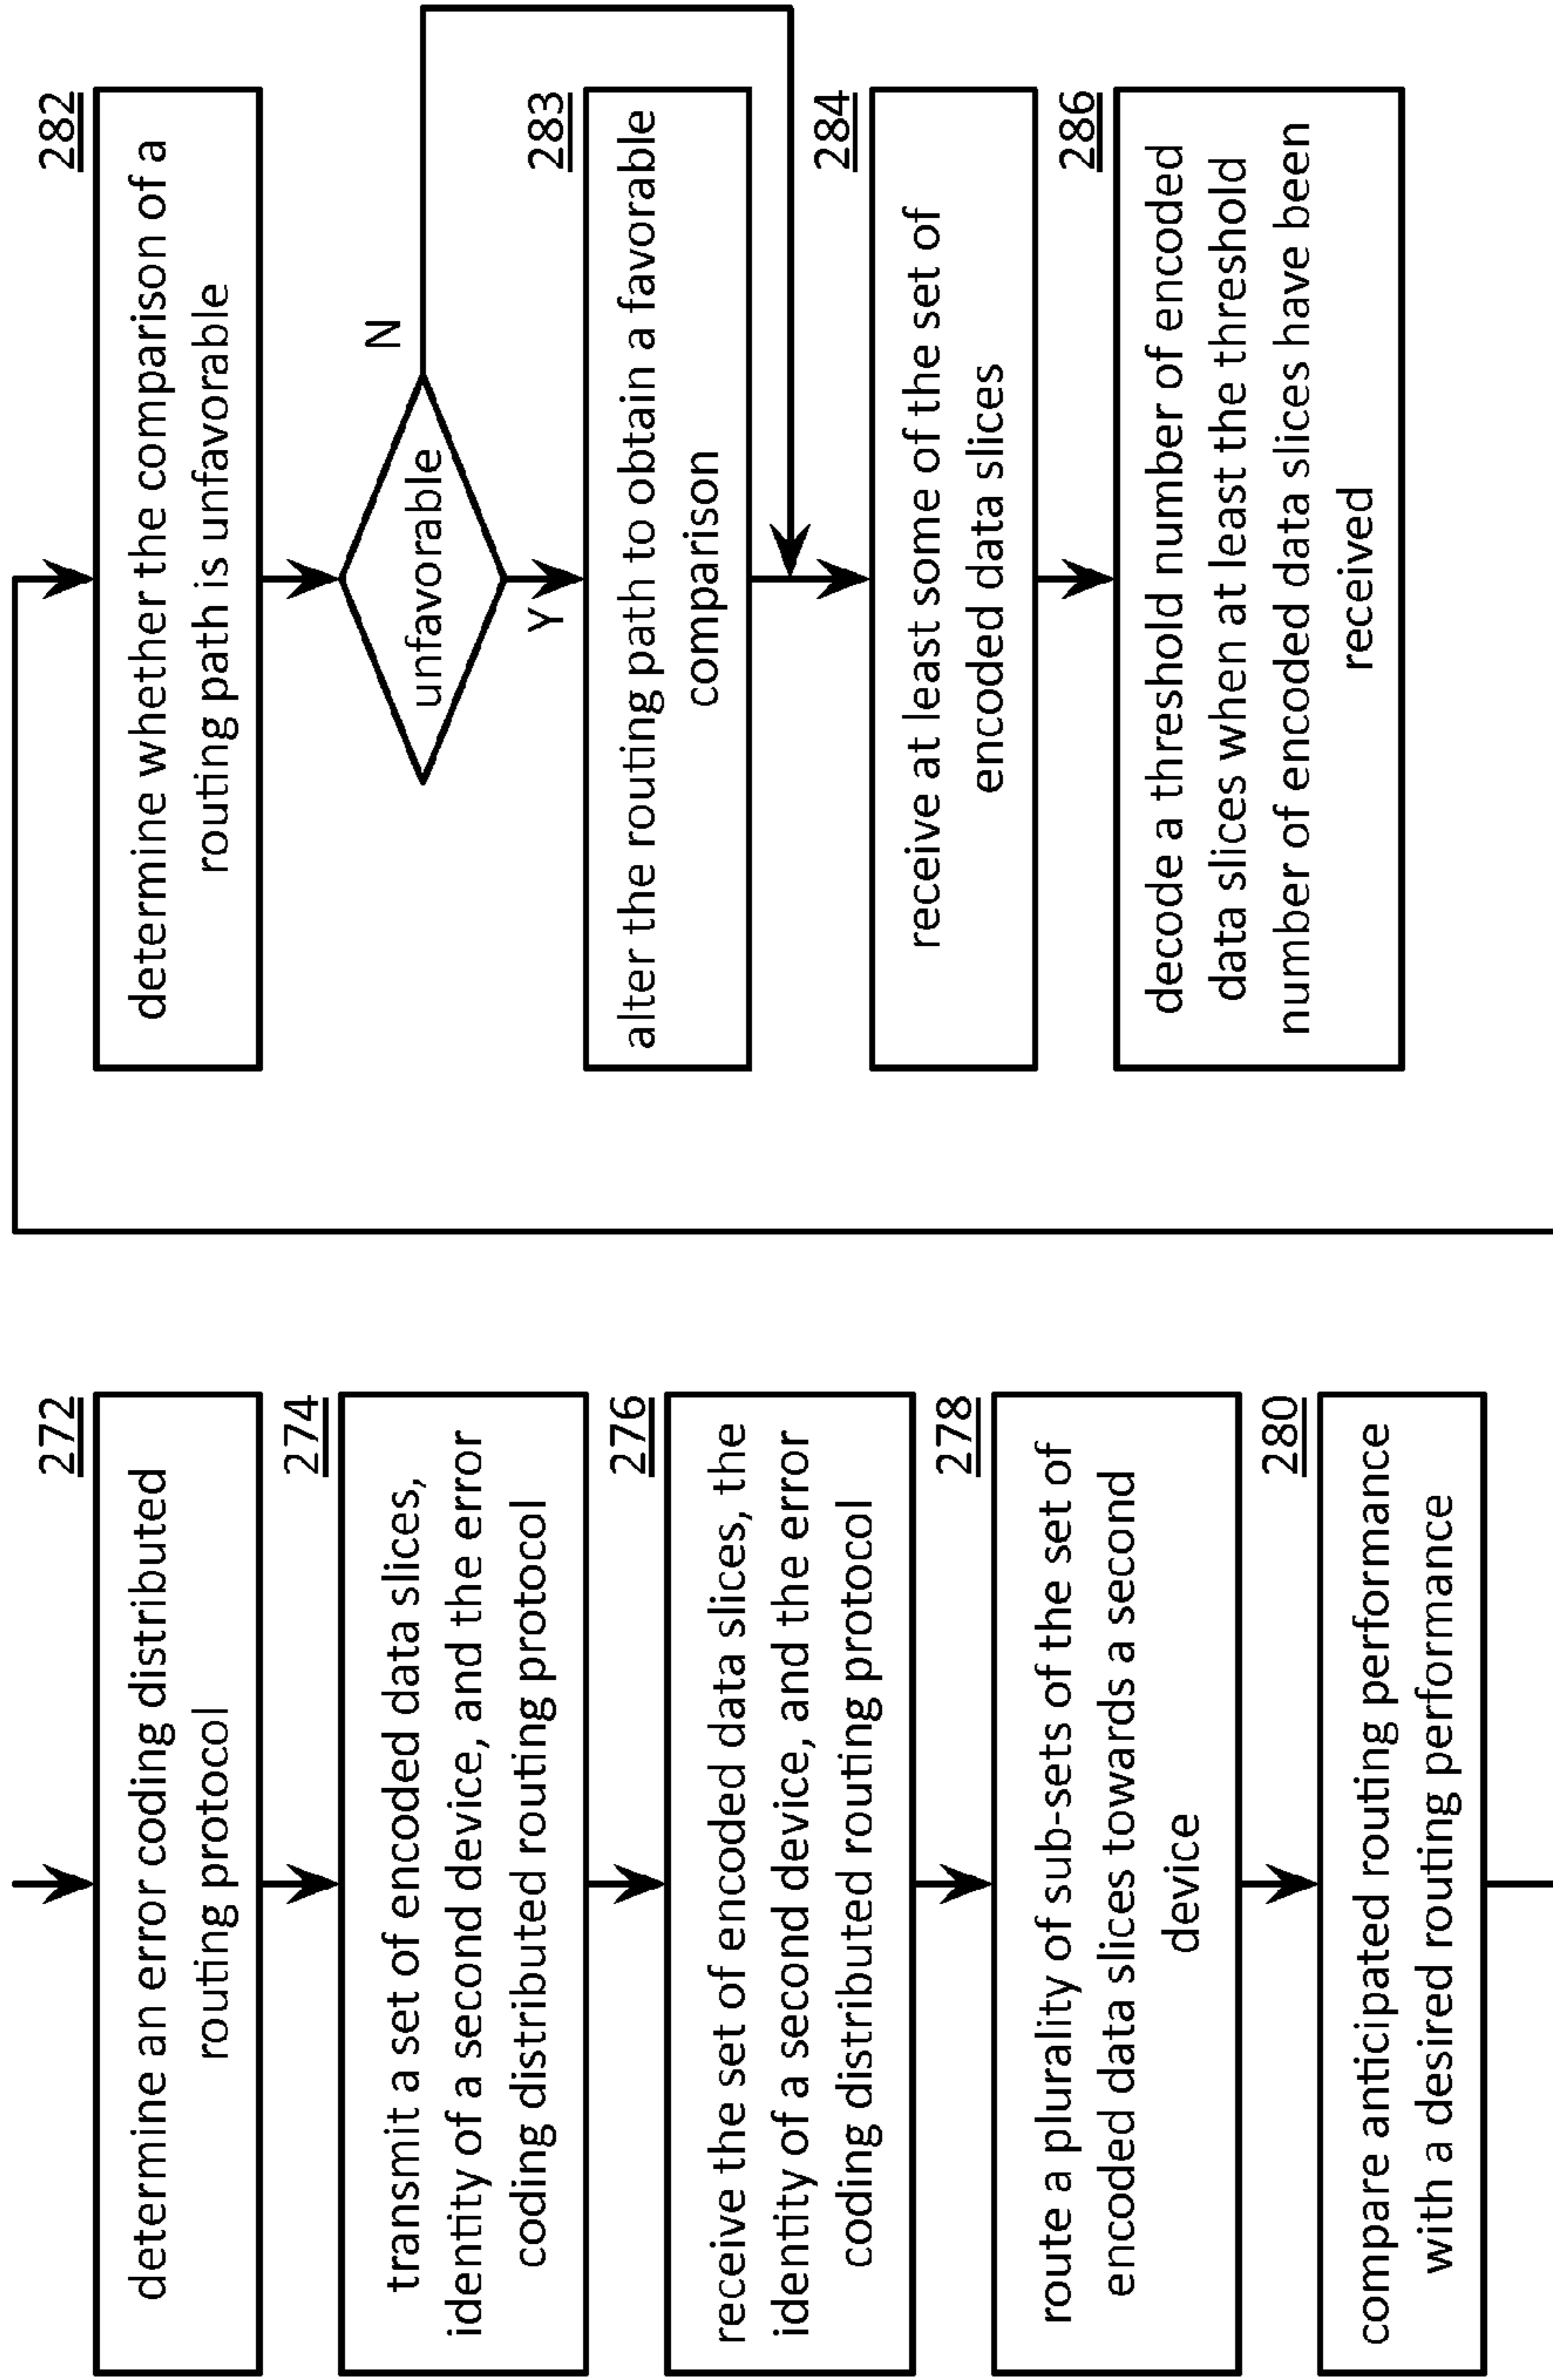 272
determine an error coding distributed
routing protocol
274
transmit a set of encoded data slices,
identity of a second device, and the error
coding distributed routing protocol
276
receive the set of encoded data slices, the
identity of a second device, and the error
coding distributed routing protocol
278
route a plurality of sub-sets of the set of
encoded data slices towards a second
device
280
compare anticipated routing performance
with a desired routing performance
282
determine whether the comparison of a
routing path is unfavorable
unfavorable
N
Y
283
alter the routing path to obtain a favorable
comparison
284
receive at least some of the set of
encoded data slices
286
decode a threshold number of encoded
data slices when at least the threshold
number of encoded data slices have been
received